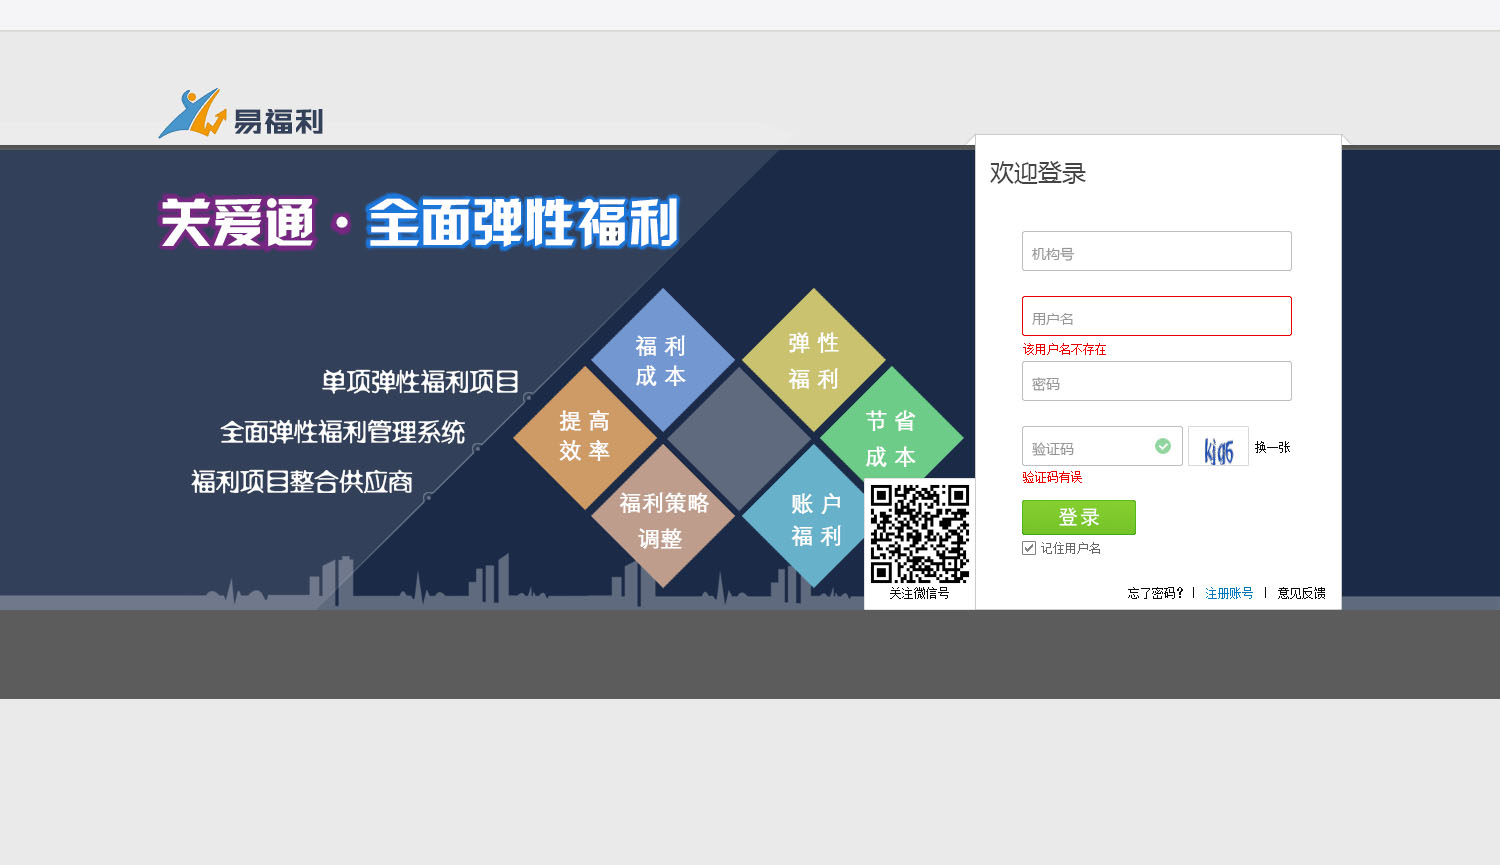 易福利
关爱通·全面弹性福利
单项弹性福利项目
全面弹性福利管理系统
福利项目整合供应商
福利
成本
弹性
福利
提高
效率
节省
成本
福利策略
调整
账户
福利
关注微信号
欢迎登录
机构号
用户名
该用户名不存在
密码
验证码
换一张
验证码有误
登录
记住用户名
忘了密码? | 注册账号 | 意见反馈